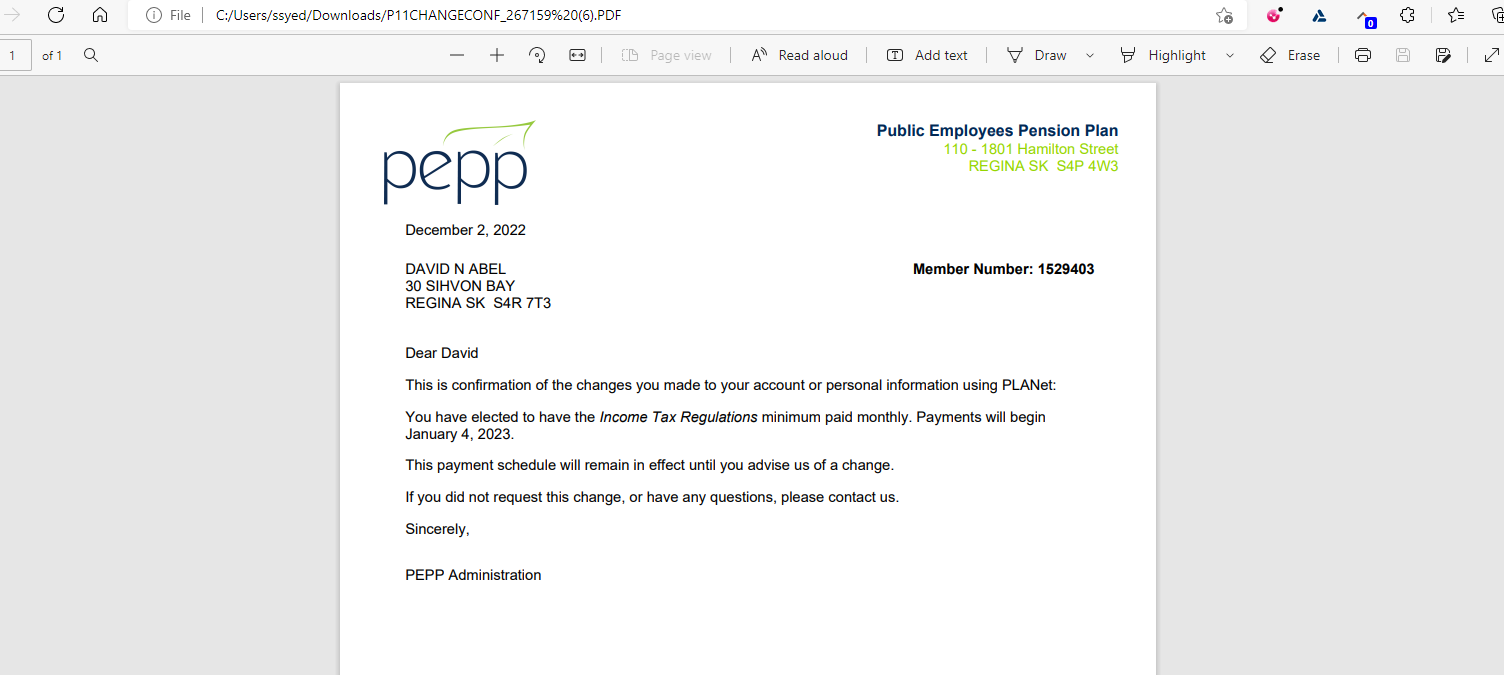 File C:/Users/ssyed/Downloads/P11CHANGECONF_267159%20(6).PDF
0
1 of 1 Page view Read aloud Add text Draw Highlight Erase
pepp
Public Employees Pension Plan
110 - 1801 Hamilton Street
REGINA SK S4P 4W3
December 2, 2022
DAVID N ABEL
Member Number: 1529403
30 SIHVON BAY
REGINA SK S4R 7T3
Dear David
This is confirmation of the changes you made to your account or personal information using PLANet:
You have elected to have the Income Tax Regulations minimum paid monthly. Payments will begin
January 4, 2023.
This payment schedule will remain in effect until you advise us of a change.
If you did not request this change, or have any questions, please contact us.
Sincerely,
PEPP Administration